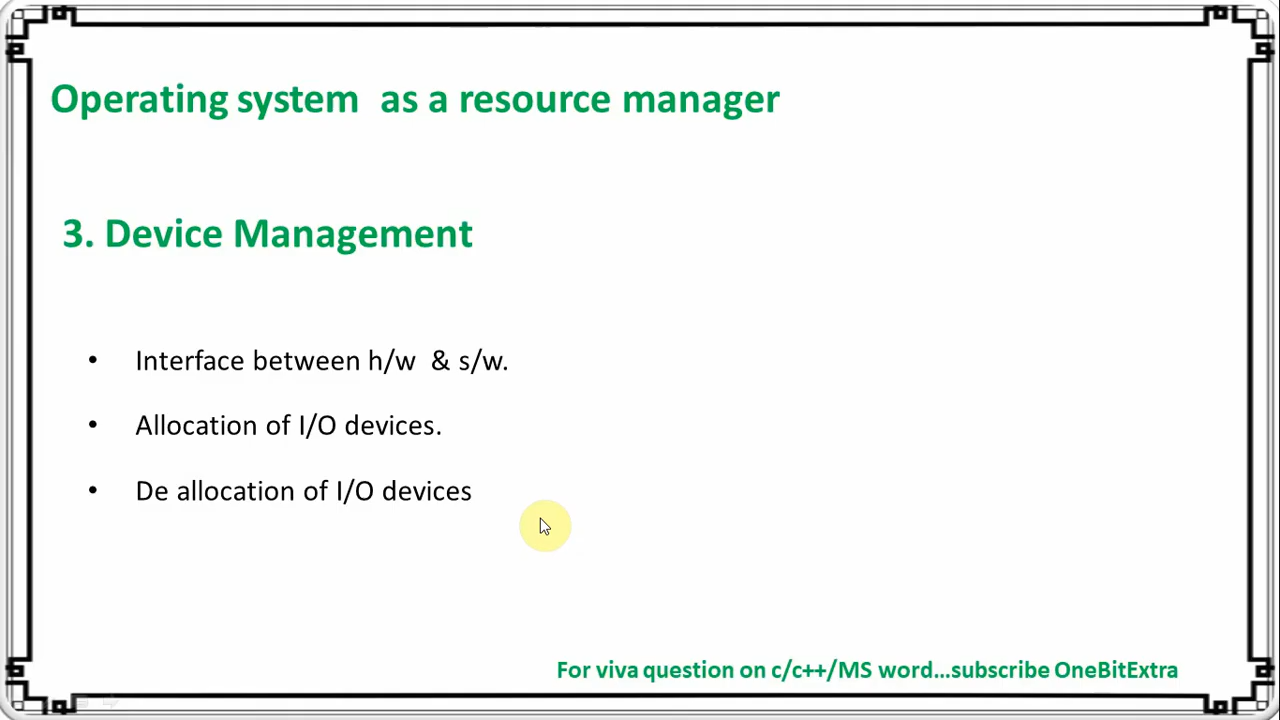 Operating system as a resource manager
3. Device Management
• Interface between h/w & s/w.
• Allocation of I/O devices.
• De allocation of I/O devices
For viva question on c/c++/MS word...subscribe OneBitExtra